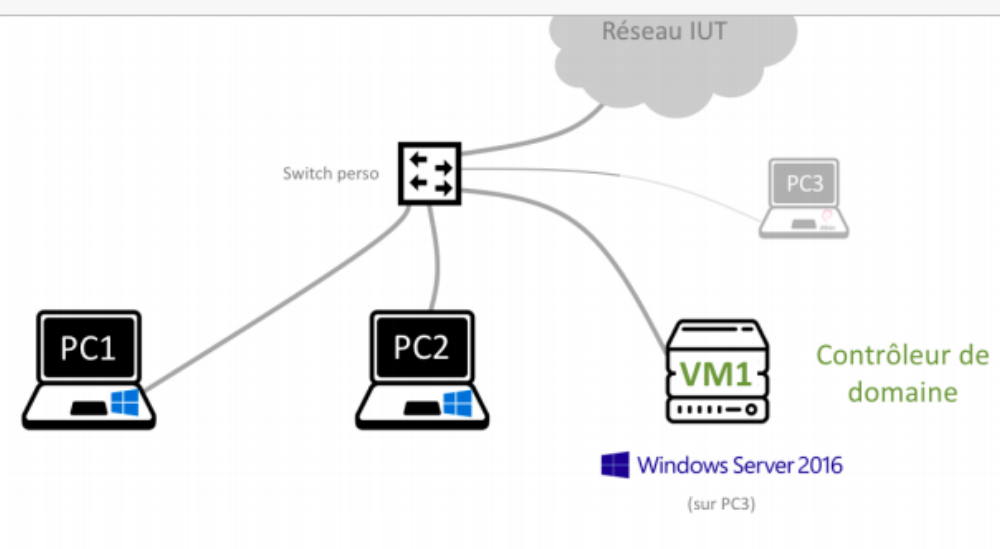 Réseau IUT
Switch perso
PC3
PC1
PC2
VM1
Contrôleur de
domaine
Windows Server 2016
(sur PC3)